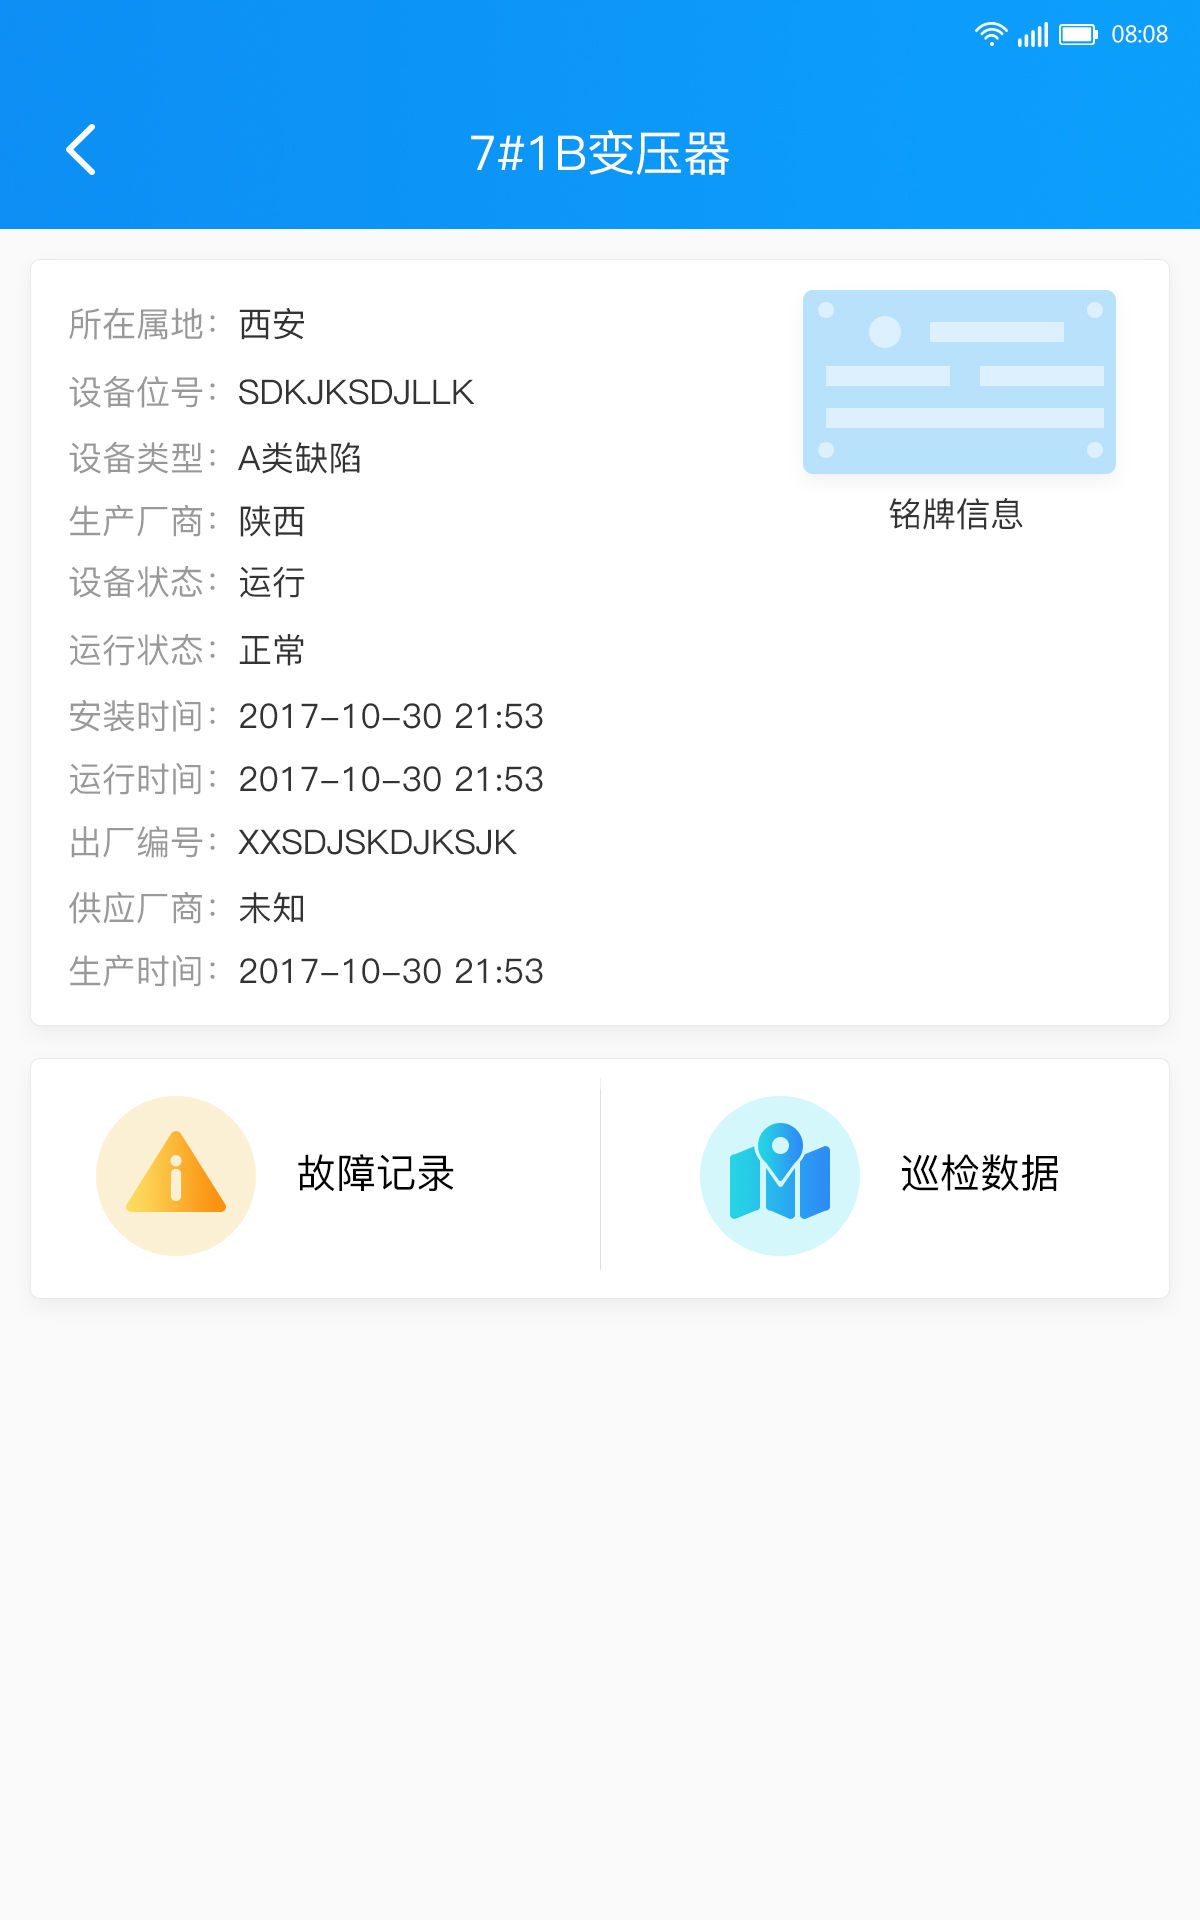 08:08
7#1B变压器
所在属地：西安
设备位号：SDKJKSDJLLK
设备类型：A类缺陷
生产厂商：陕西
铭牌信息
设备状态：运行
运行状态：正常
安装时间：2017-10-30 21:53
运行时间：2017-10-30 21:53
出厂编号：XXSDJSKDJKSJK
供应厂商：未知
生产时间：2017-10-30 21:53
故障记录
巡检数据